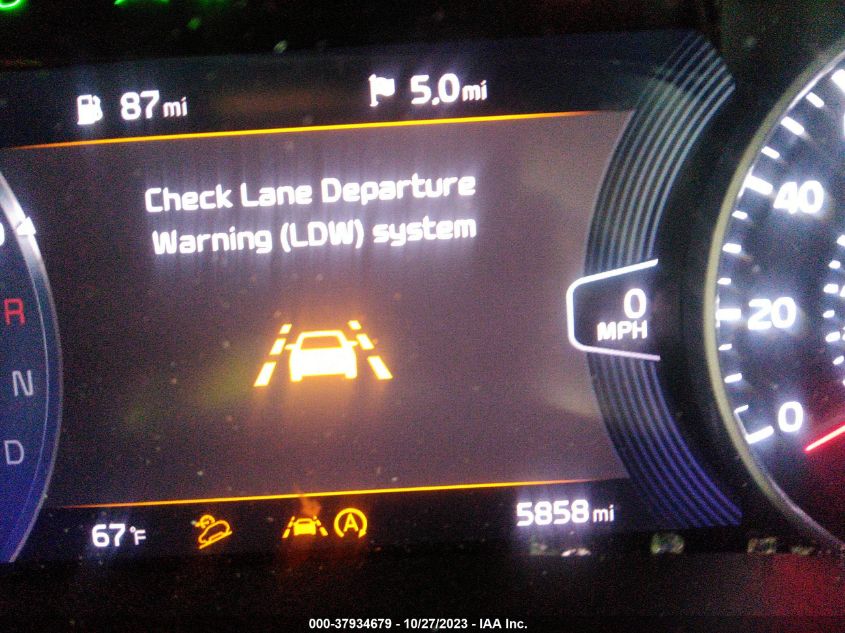 87 mi
5.0 mi
Check Lane Departure
Warning (LDW) system
R
N
D
0
MPH
40
20
0
67°F
A
5858 mi
000-37934679 - 10/27/2023 - IAA Inc.